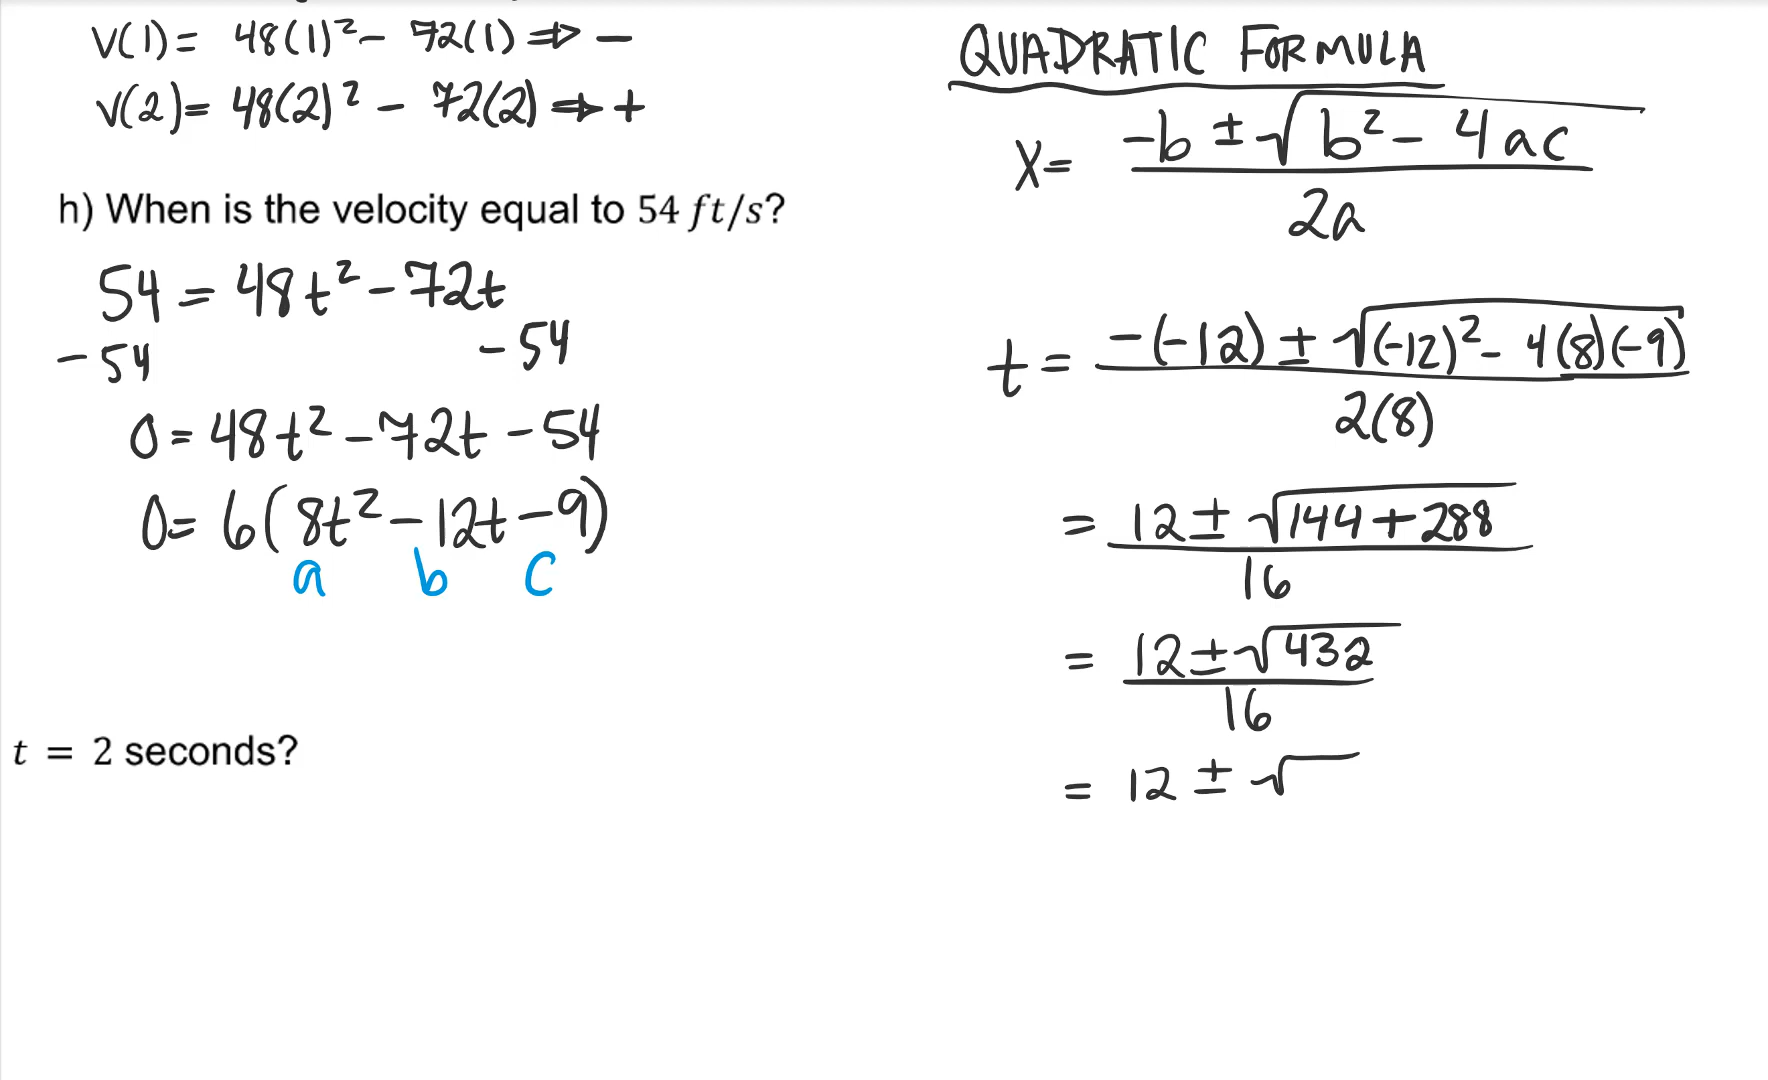 V(1) = 48(1)² - 72(1) ⇒ -
V(2) = 48(2)² - 72(2) ⇒ +
h) When is the velocity equal to 54 ft/s?
54 = 48t² - 72t
-54 -54
0 = 48t² - 72t - 54
0 = 6(8t² - 12t - 9)
a b c
t = 2 seconds?
QUADRATIC FORMULA
x = (-b ± √(b² - 4ac)) / 2a
t = (-(-12) ± √((-12)² - 4(8)(-9))) / 2(8)
= (12 ± √(144 + 288)) / 16
= (12 ± √432) / 16
= 12 ± √